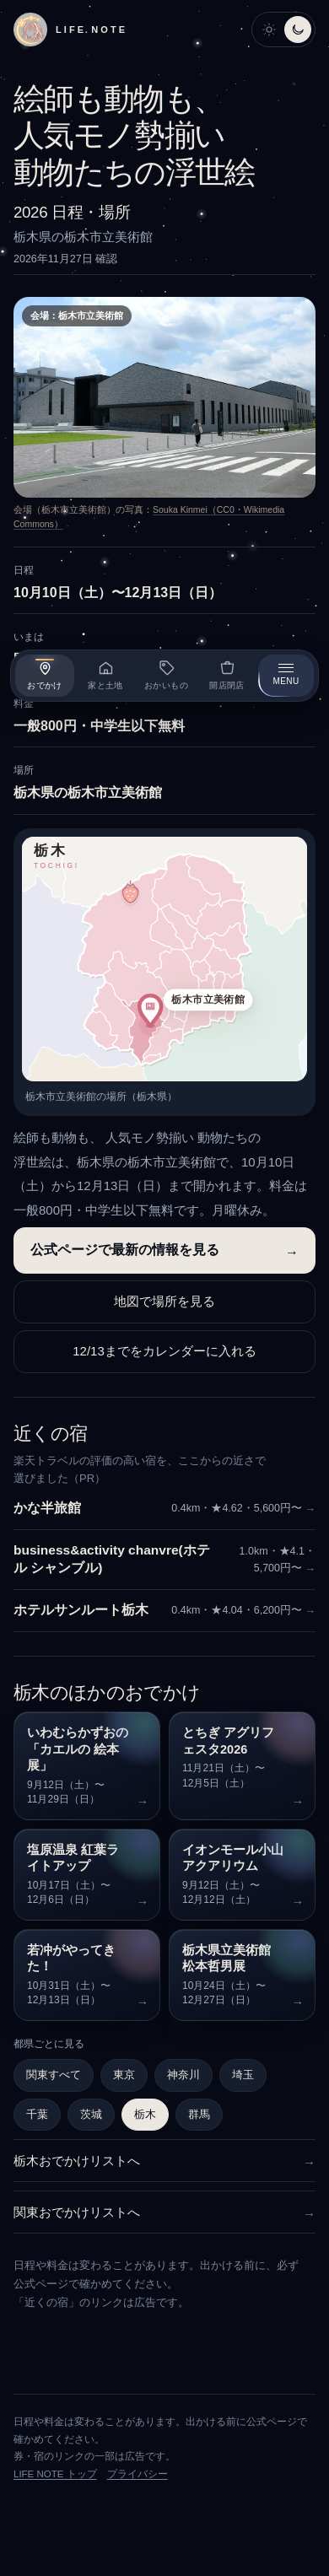 LIFE.NOTE
絵師も動物も、
人気モノ勢揃い
動物たちの浮世絵
2026 日程・場所
栃木県の栃木市立美術館
2026年11月27日 確認
会場：栃木市立美術館
会場（栃木市立美術館）の写真：Souka Kinmei（CC0・Wikimedia
Commons）
日程
10月10日（土）〜12月13日（日）
いまは
おでかけ
家と土地
おかいもの
開店閉店
MENU
料金
一般800円・中学生以下無料
場所
栃木県の栃木市立美術館
栃木
TOCHIGI
栃木市立美術館
栃木市立美術館の場所（栃木県）
絵師も動物も、 人気モノ勢揃い 動物たちの
浮世絵は、栃木県の栃木市立美術館で、10月10日
（土）から12月13日（日）まで開かれます。料金は
一般800円・中学生以下無料です。月曜休み。
公式ページで最新の情報を見る →
地図で場所を見る
12/13までをカレンダーに入れる
近くの宿
楽天トラベルの評価の高い宿を、ここからの近さで
選びました（PR）
かな半旅館 0.4km・★4.62・5,600円〜 →
business&activity chanvre(ホテ
ル シャンブル) 1.0km・★4.1・
5,700円〜 →
ホテルサンルート栃木 0.4km・★4.04・6,200円〜 →
栃木のほかのおでかけ
いわむらかずおの
「カエルの 絵本
展」
9月12日（土）〜
11月29日（日） →
とちぎ アグリフ
ェスタ2026
11月21日（土）〜
12月5日（土）
→
塩原温泉 紅葉ラ
イトアップ
10月17日（土）〜
12月6日（日） →
イオンモール小山
アクアリウム
9月12日（土）〜
12月12日（土） →
若冲がやってき
た！
10月31日（土）〜
12月13日（日） →
栃木県立美術館
松本哲男展
10月24日（土）〜
12月27日（日） →
都県ごとに見る
関東すべて
東京
神奈川
埼玉
千葉
茨城
栃木
群馬
栃木おでかけリストへ →
関東おでかけリストへ →
日程や料金は変わることがあります。出かける前に、必ず
公式ページで確かめてください。
「近くの宿」のリンクは広告です。
日程や料金は変わることがあります。出かける前に公式ページで
確かめてください。
券・宿のリンクの一部は広告です。
LIFE NOTE トップ プライバシー